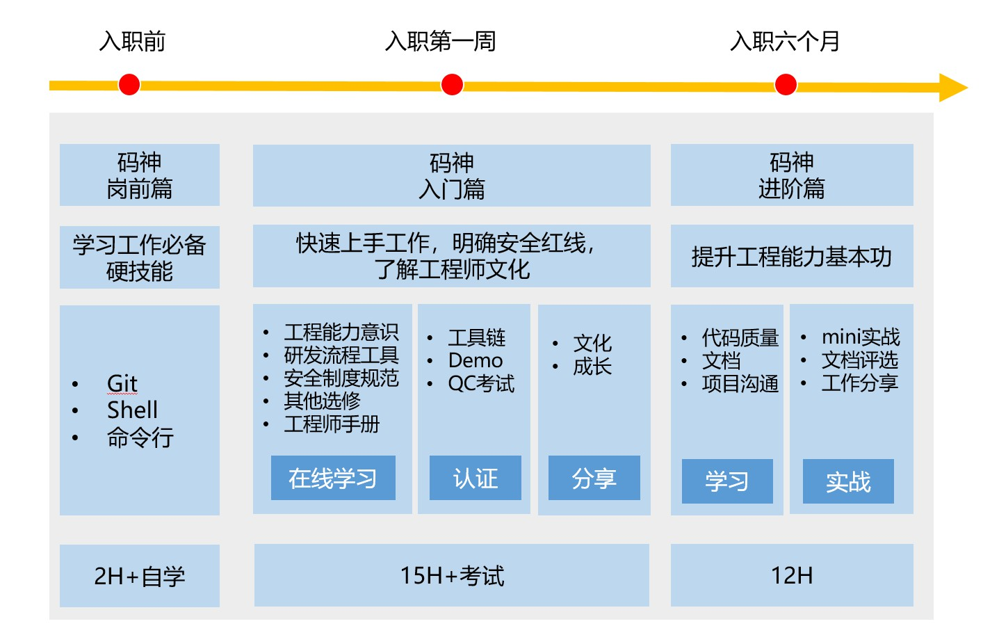 入职前
入职第一周
入职六个月
码神
岗前篇
码神
入门篇
码神
进阶篇
学习工作必备
硬技能
快速上手工作，明确安全红线，
了解工程师文化
提升工程能力基本功
• Git
• Shell
• 命令行
• 工程能力意识
• 研发流程工具
• 安全制度规范
• 其他选修
• 工程师手册
在线学习
• 工具链
• Demo
• QC考试
认证
• 文化
• 成长
分享
• 代码质量
• 文档
• 项目沟通
学习
• mini实战
• 文档评选
• 工作分享
实战
2H+自学
15H+考试
12H